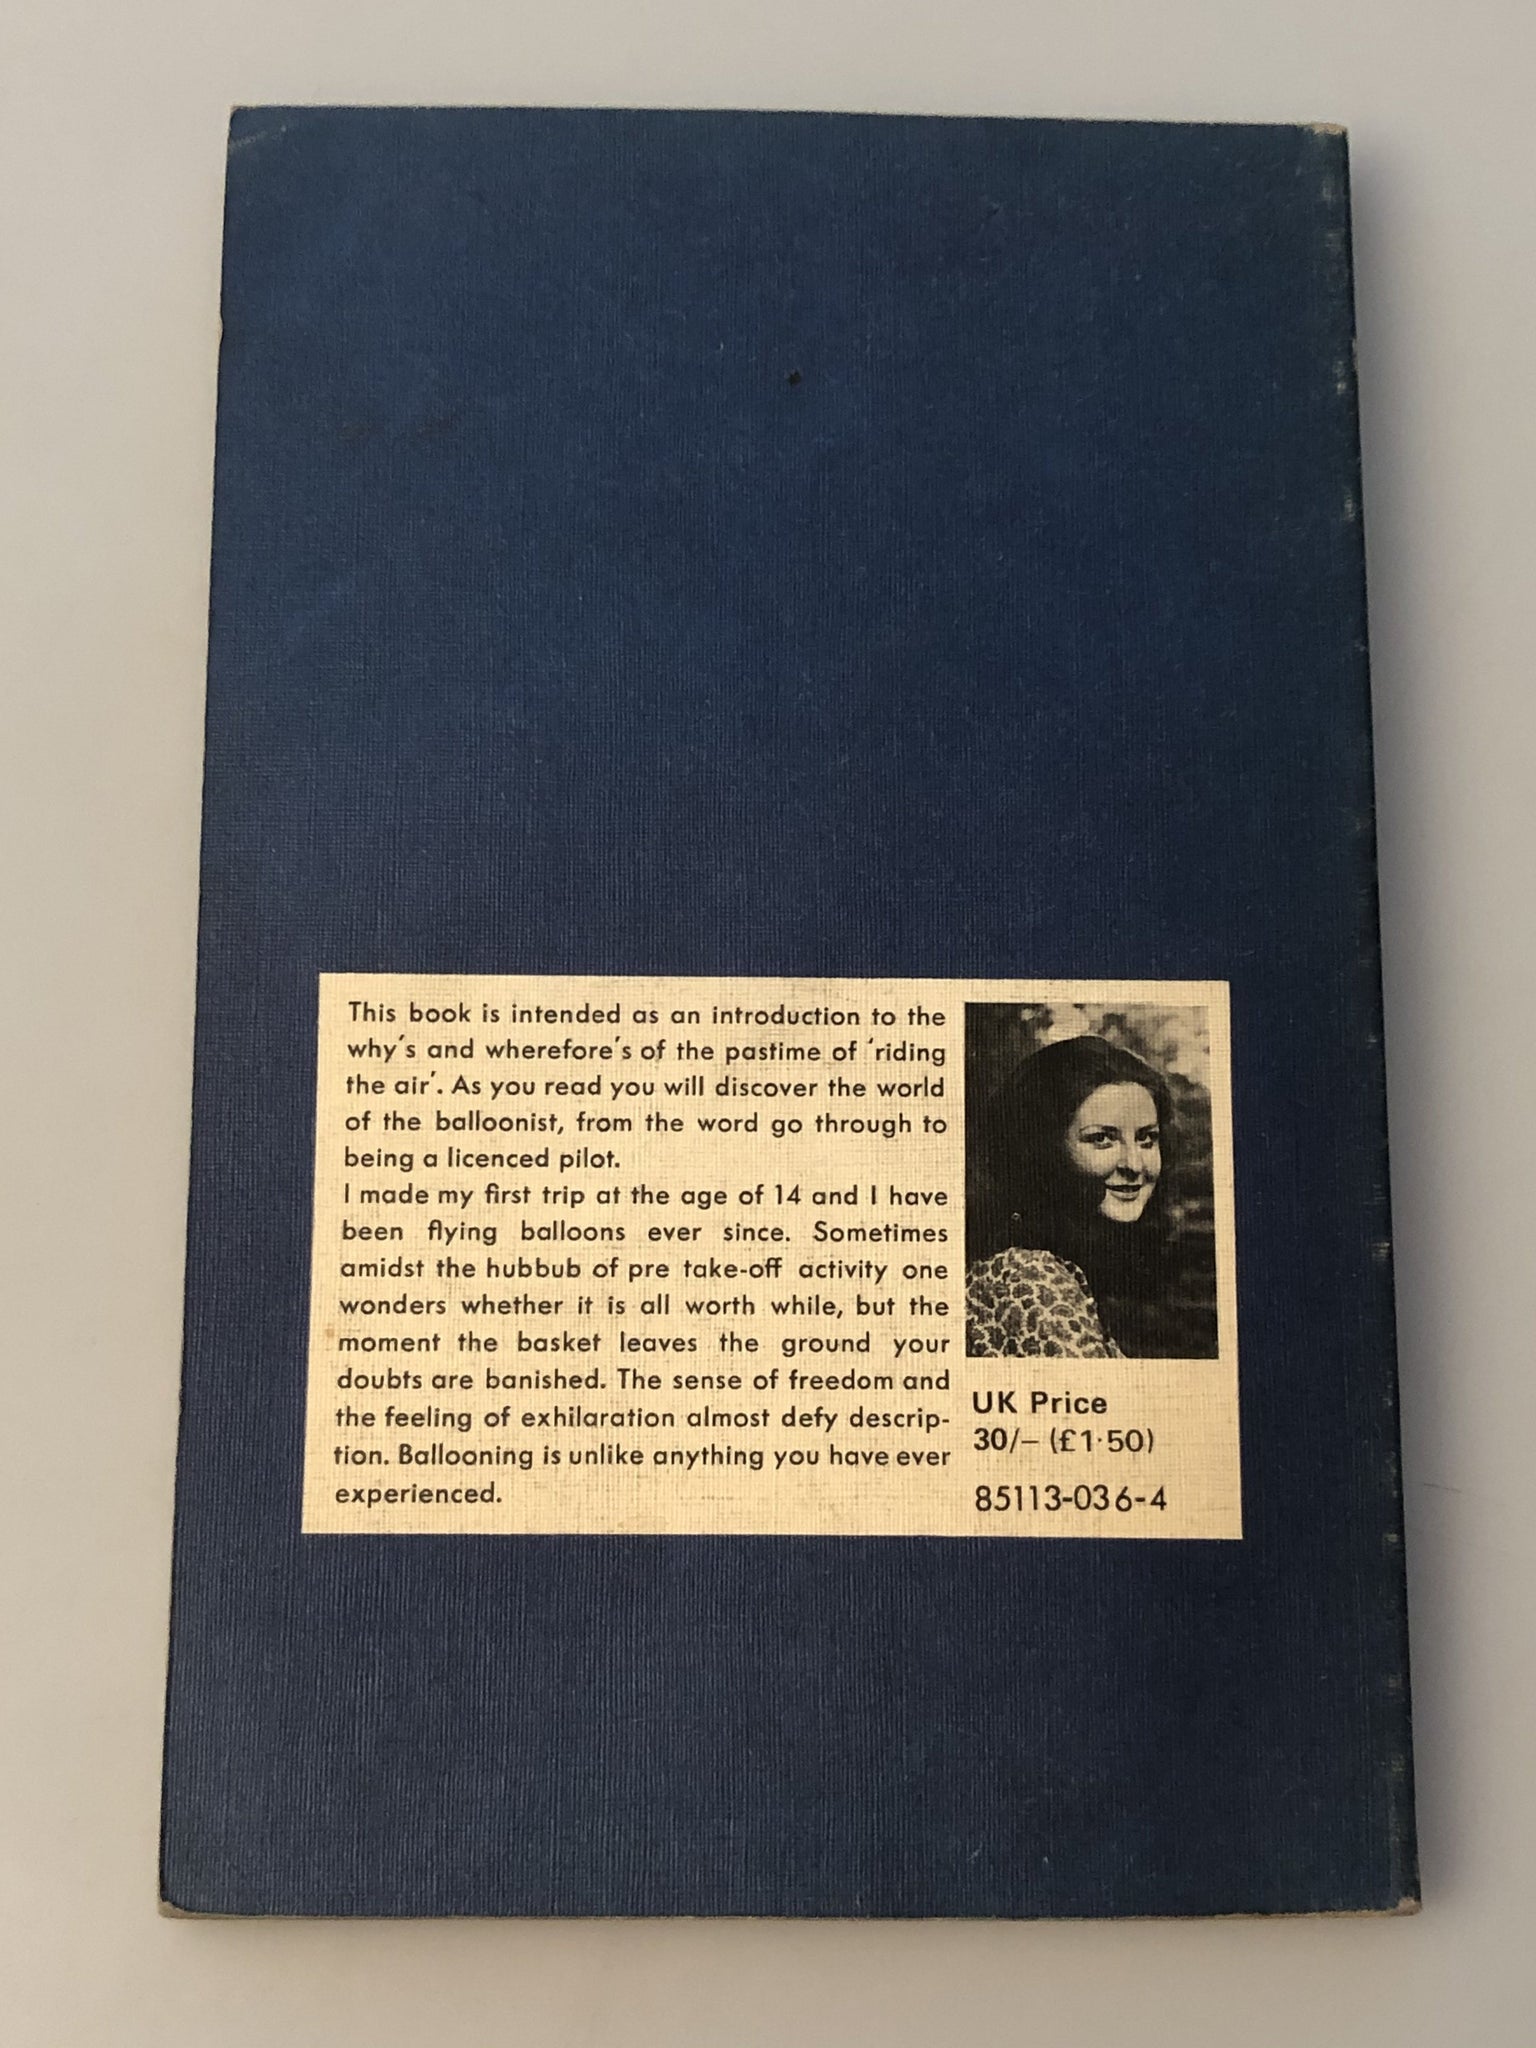 This book is intended as an introduction to the
why's and wherefore's of the pastime of 'riding
the air'. As you read you will discover the world
of the balloonist, from the word go through to
being a licenced pilot.
I made my first trip at the age of 14 and I have
been flying balloons ever since. Sometimes
amidst the hubbub of pre take-off activity one
wonders whether it is all worth while, but the
moment the basket leaves the ground your
doubts are banished. The sense of freedom and
the feeling of exhilaration almost defy descrip-
tion. Ballooning is unlike anything you have ever
experienced.
UK Price
30/– (£1·50)
85113-036-4